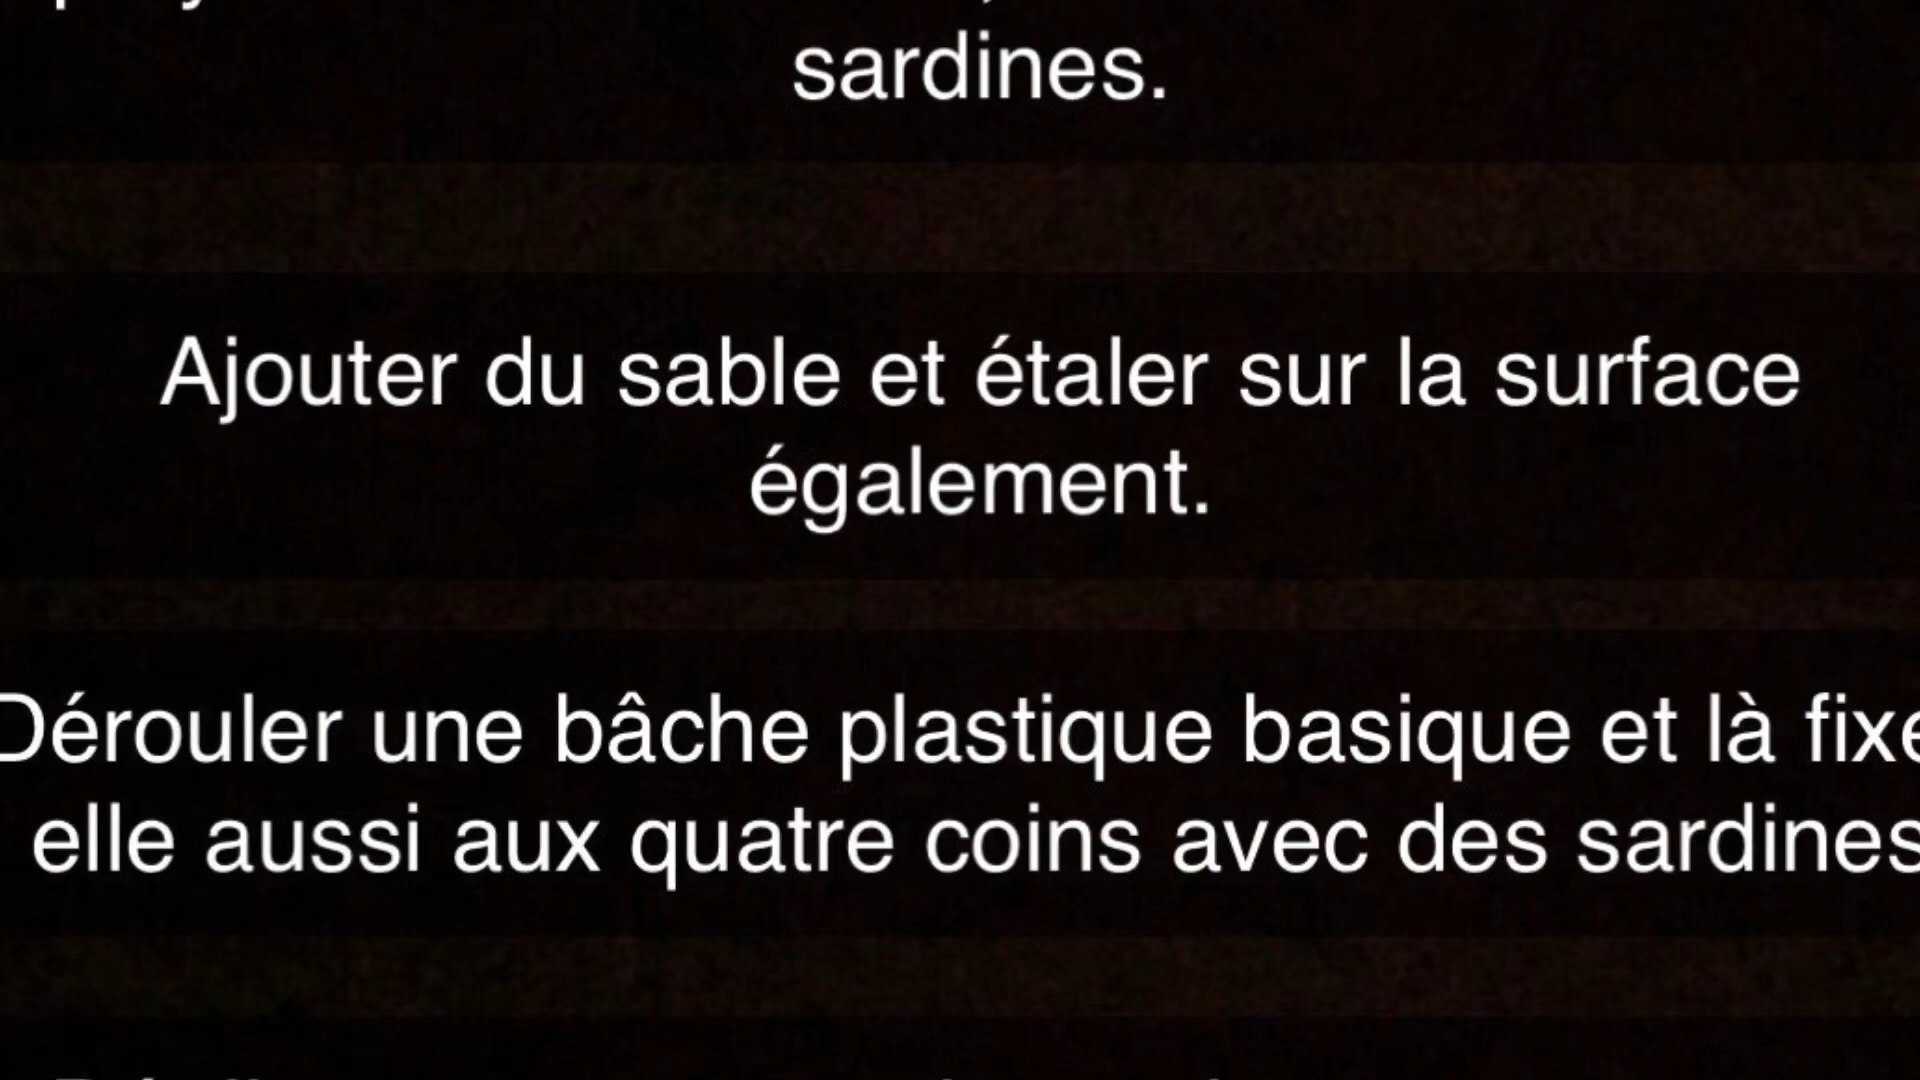 sardines.
Ajouter du sable et étaler sur la surface
également.
Dérouler une bâche plastique basique et là
elle aussi aux quatre coins avec des sardines